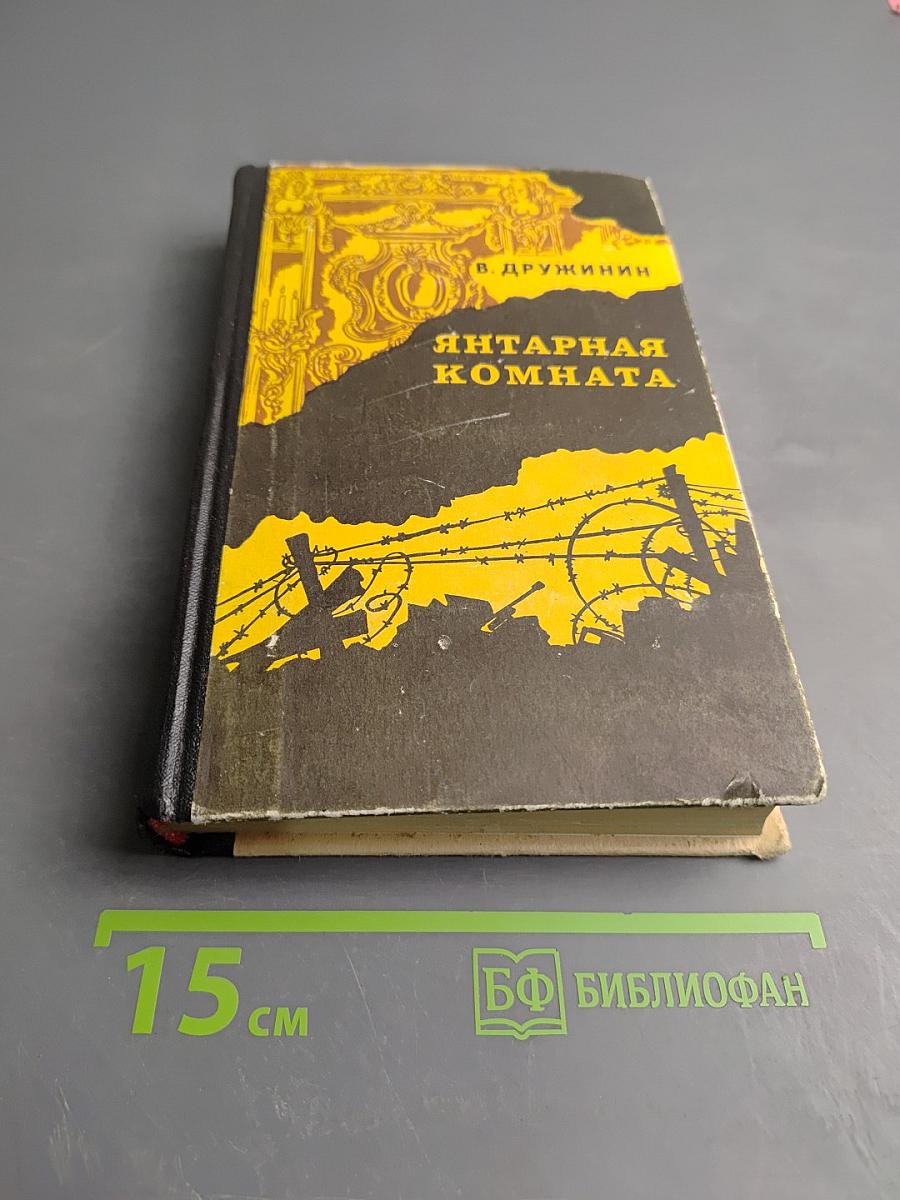 В. ДРУЖИНИН
ЯНТАРНАЯ
КОМНАТА
15 см
БФ БИБЛИОФАН